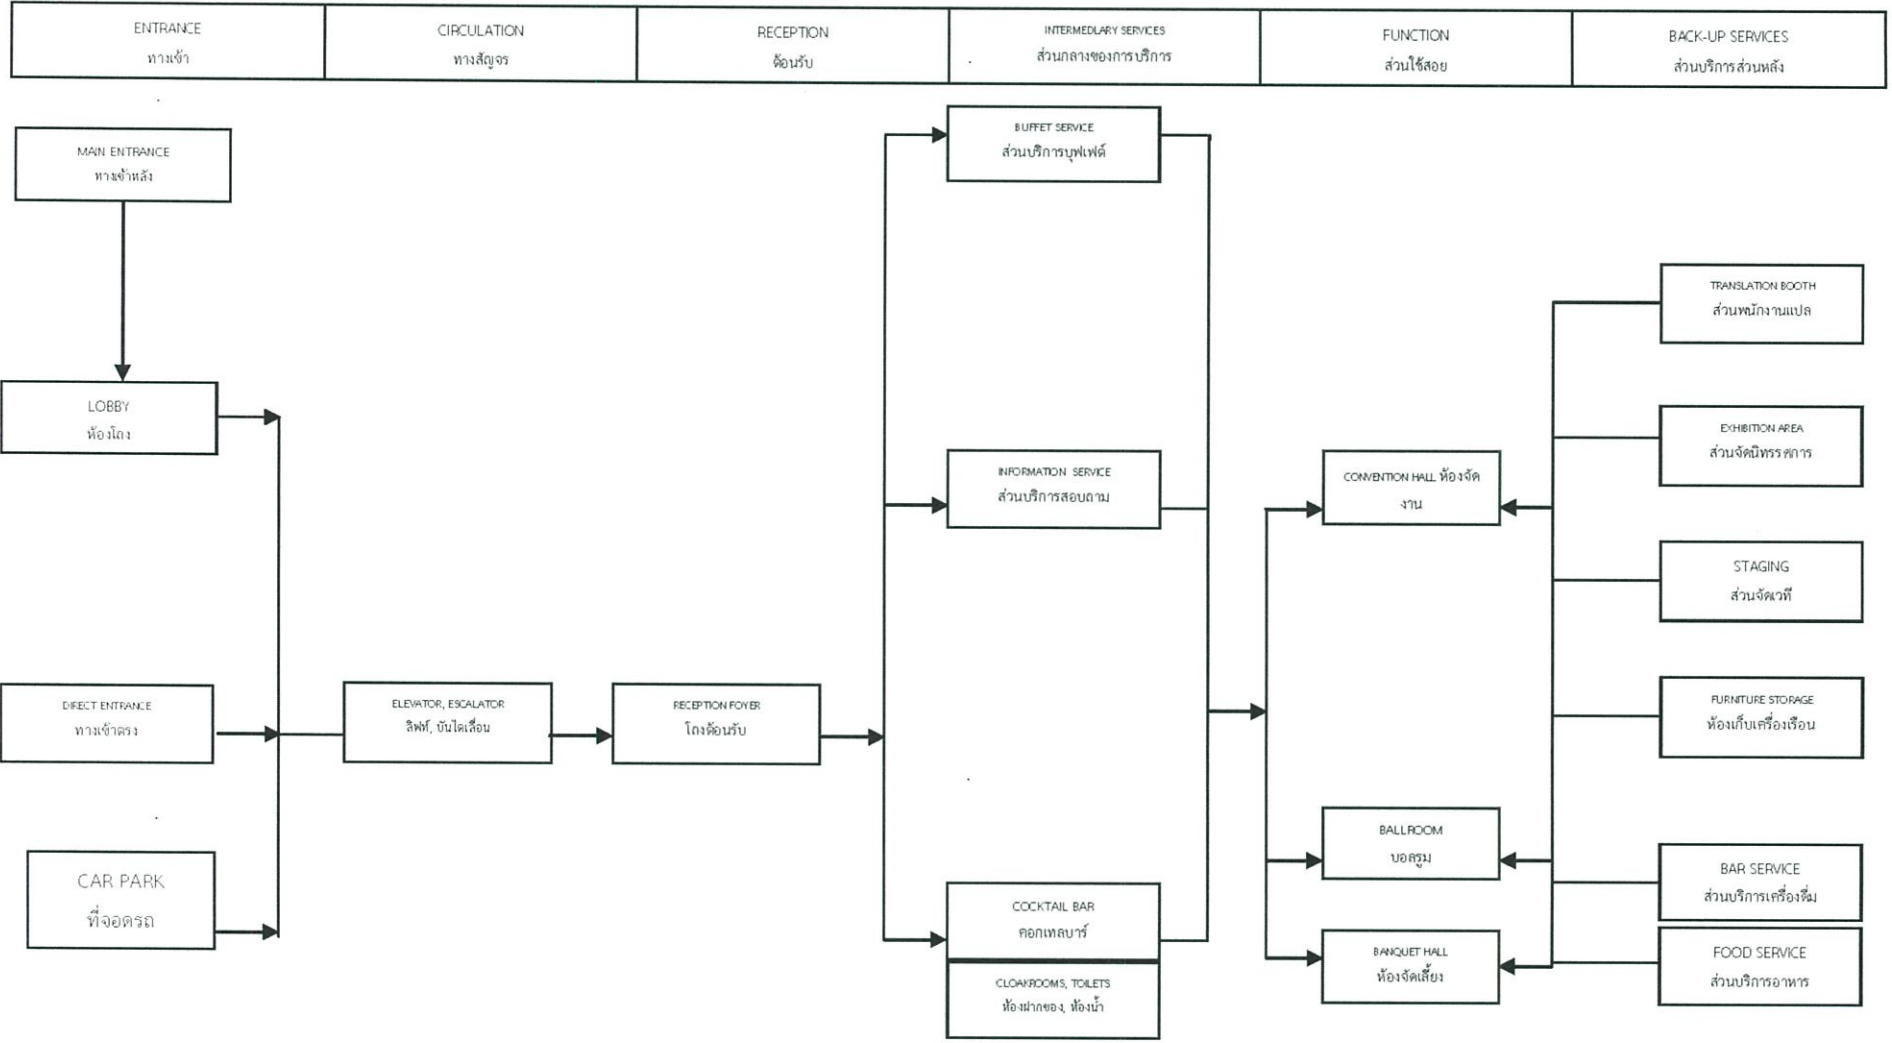 ENTRANCE
ทางเข้า
CIRCULATION
ทางสัญจร
RECEPTION
ต้อนรับ
INTERMEDLARY SERVICES
ส่วนกลางของการบริการ
FUNCTION
ส่วนใช้สอย
BACK-UP SERVICES
ส่วนบริการส่วนหลัง
MAIN ENTRANCE
ทางเข้าหลัง
LOBBY
ห้องโถง
DIRECT ENTRANCE
ทางเข้าตรง
CAR PARK
ที่จอดรถ
ELEVATOR, ESCALATOR
ลิฟท์, บันไดเลื่อน
RECEPTION FOYER
โถงต้อนรับ
BUFFET SERVICE
ส่วนบริการบุฟเฟต์
INFORMATION SERVICE
ส่วนบริการสอบถาม
COCKTAIL BAR
คอกเทลบาร์
CLOAKROOMS, TOILETS
ห้องฝากของ, ห้องน้ำ
CONVENTION HALL ห้องจัด
งาน
BALLROOM
บอลรูม
BANQUET HALL
ห้องจัดเลี้ยง
TRANSLATION BOOTH
ส่วนพนักงานแปล
EXHIBITION AREA
ส่วนจัดนิทรรศการ
STAGING
ส่วนจัดเวที
FURNITURE STORAGE
ห้องเก็บเครื่องเรือน
BAR SERVICE
ส่วนบริการเครื่องดื่ม
FOOD SERVICE
ส่วนบริการอาหาร